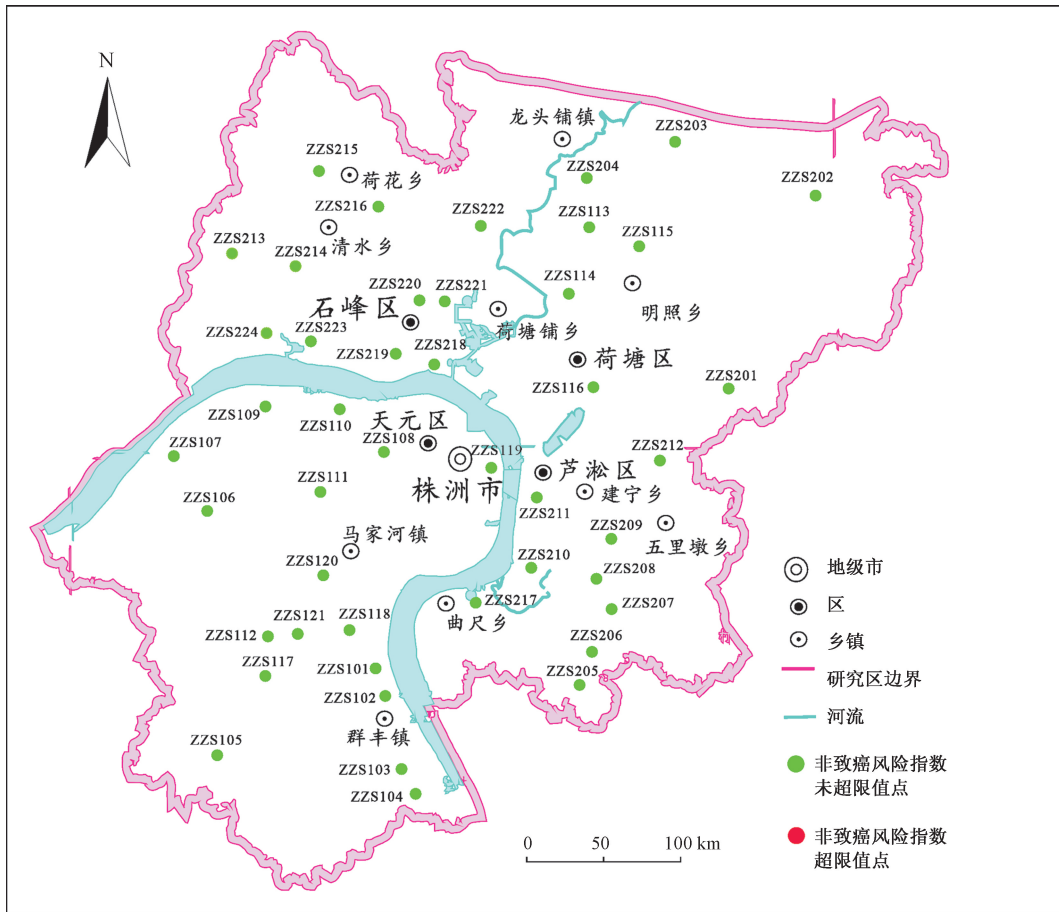 N
龙头铺镇
ZZS203
ZZS215
ZZS204
荷花乡
ZZS202
ZZS216
ZZS222
ZZS113
清水乡
ZZS115
ZZS213
ZZS214
ZZS114
ZZS220
ZZS221
石峰区
荷塘铺乡
明照乡
ZZS224
ZZS223
ZZS218
ZZS219
荷塘区
ZZS116
ZZS201
ZZS109
ZZS110
天元区
ZZS107
ZZS108
ZZS212
ZZS119
芦淞区
株洲市
ZZS111
建宁乡
ZZS106
ZZS211
马家河镇
ZZS209
五里墩乡
ZZS210
ZZS120
ZZS208
地级市
ZZS217
ZZS207
曲尺乡
区
ZZS121
ZZS118
ZZS112
ZZS206
乡镇
ZZS117
ZZS101
ZZS205
研究区边界
ZZS102
河流
群丰镇
ZZS105
ZZS103
非致癌风险指数
未超限值点
ZZS104
非致癌风险指数
超限值点
0 50 100 km